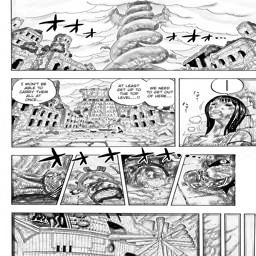 I WON'T BE
ABLE TO
CARRY THEM
ALL AT
ONCE...
AT LEAST
GET UP TO
THE TOP
LEVEL...!!
WE NEED
TO GET OUT
OF HERE...